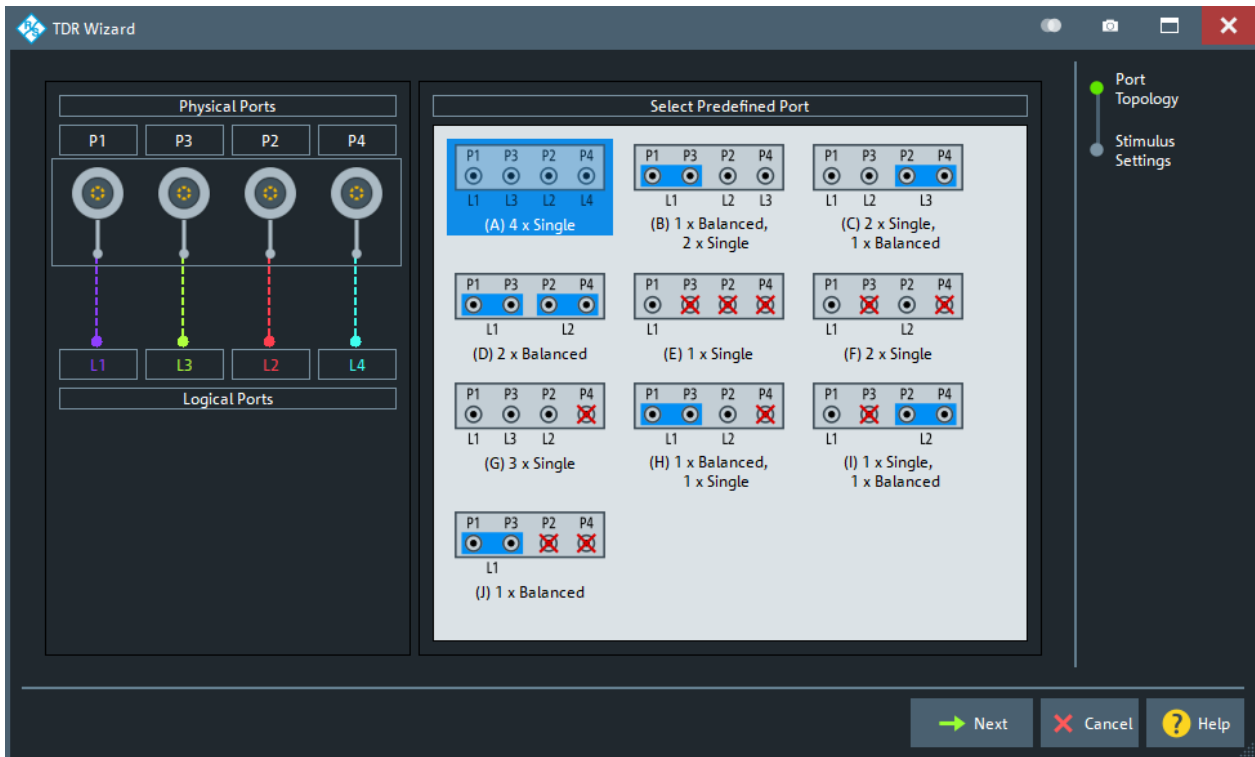 TDR Wizard
Physical Ports
P1 P3 P2 P4
L1 L3 L2 L4
Logical Ports
Select Predefined Port
P1 P3 P2 P4
L1 L3 L2 L4
(A) 4 x Single
P1 P3 P2 P4
L1 L2 L3
(B) 1 x Balanced,
2 x Single
P1 P3 P2 P4
L1 L2 L3
(C) 2 x Single,
1 x Balanced
P1 P3 P2 P4
L1 L2
(D) 2 x Balanced
P1 P3 P2 P4
L1
(E) 1 x Single
P1 P3 P2 P4
L1 L2
(F) 2 x Single
P1 P3 P2 P4
L1 L3 L2
(G) 3 x Single
P1 P3 P2 P4
L1 L2
(H) 1 x Balanced,
1 x Single
P1 P3 P2 P4
L1 L2
(I) 1 x Single,
1 x Balanced
P1 P3 P2 P4
L1
(J) 1 x Balanced
Port
Topology
Stimulus
Settings
Next
Cancel
? Help